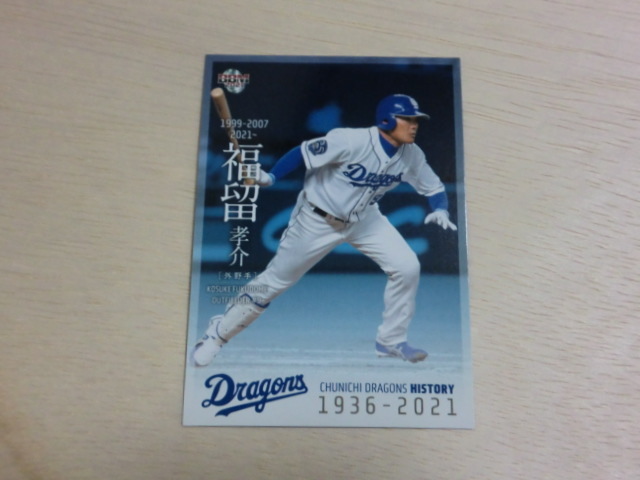 BBM
1999-2007
2021~
福留
孝介
[外野手]
KOSUKE FUKUDOME
OUTFIELDER
Dragons
Dragons
CHUNICHI DRAGONS HISTORY
1936-2021